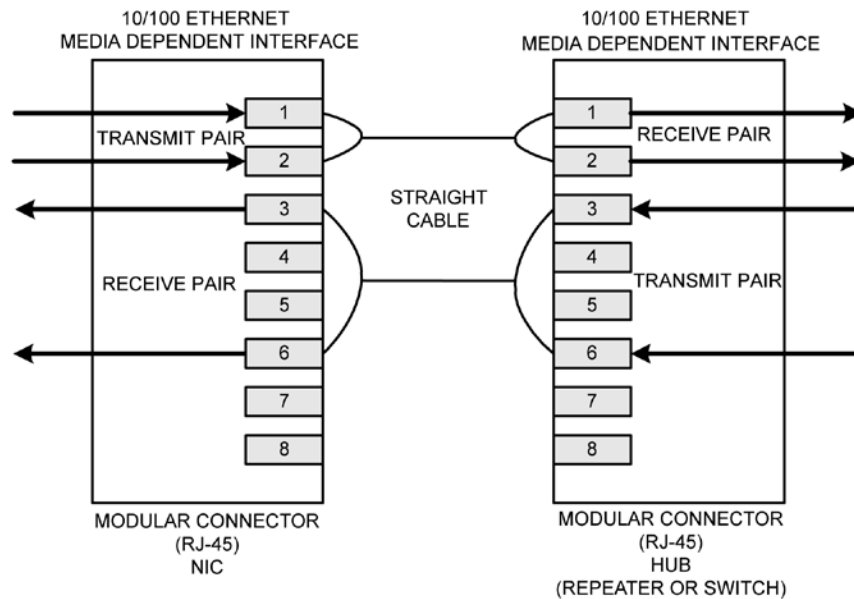 10/100 ETHERNET
MEDIA DEPENDENT INTERFACE
1
TRANSMIT PAIR
2
3
4
RECEIVE PAIR
5
6
7
8
MODULAR CONNECTOR
(RJ-45)
NIC
STRAIGHT
CABLE
10/100 ETHERNET
MEDIA DEPENDENT INTERFACE
1
RECEIVE PAIR
2
3
4
TRANSMIT PAIR
5
6
7
8
MODULAR CONNECTOR
(RJ-45)
HUB
(REPEATER OR SWITCH)